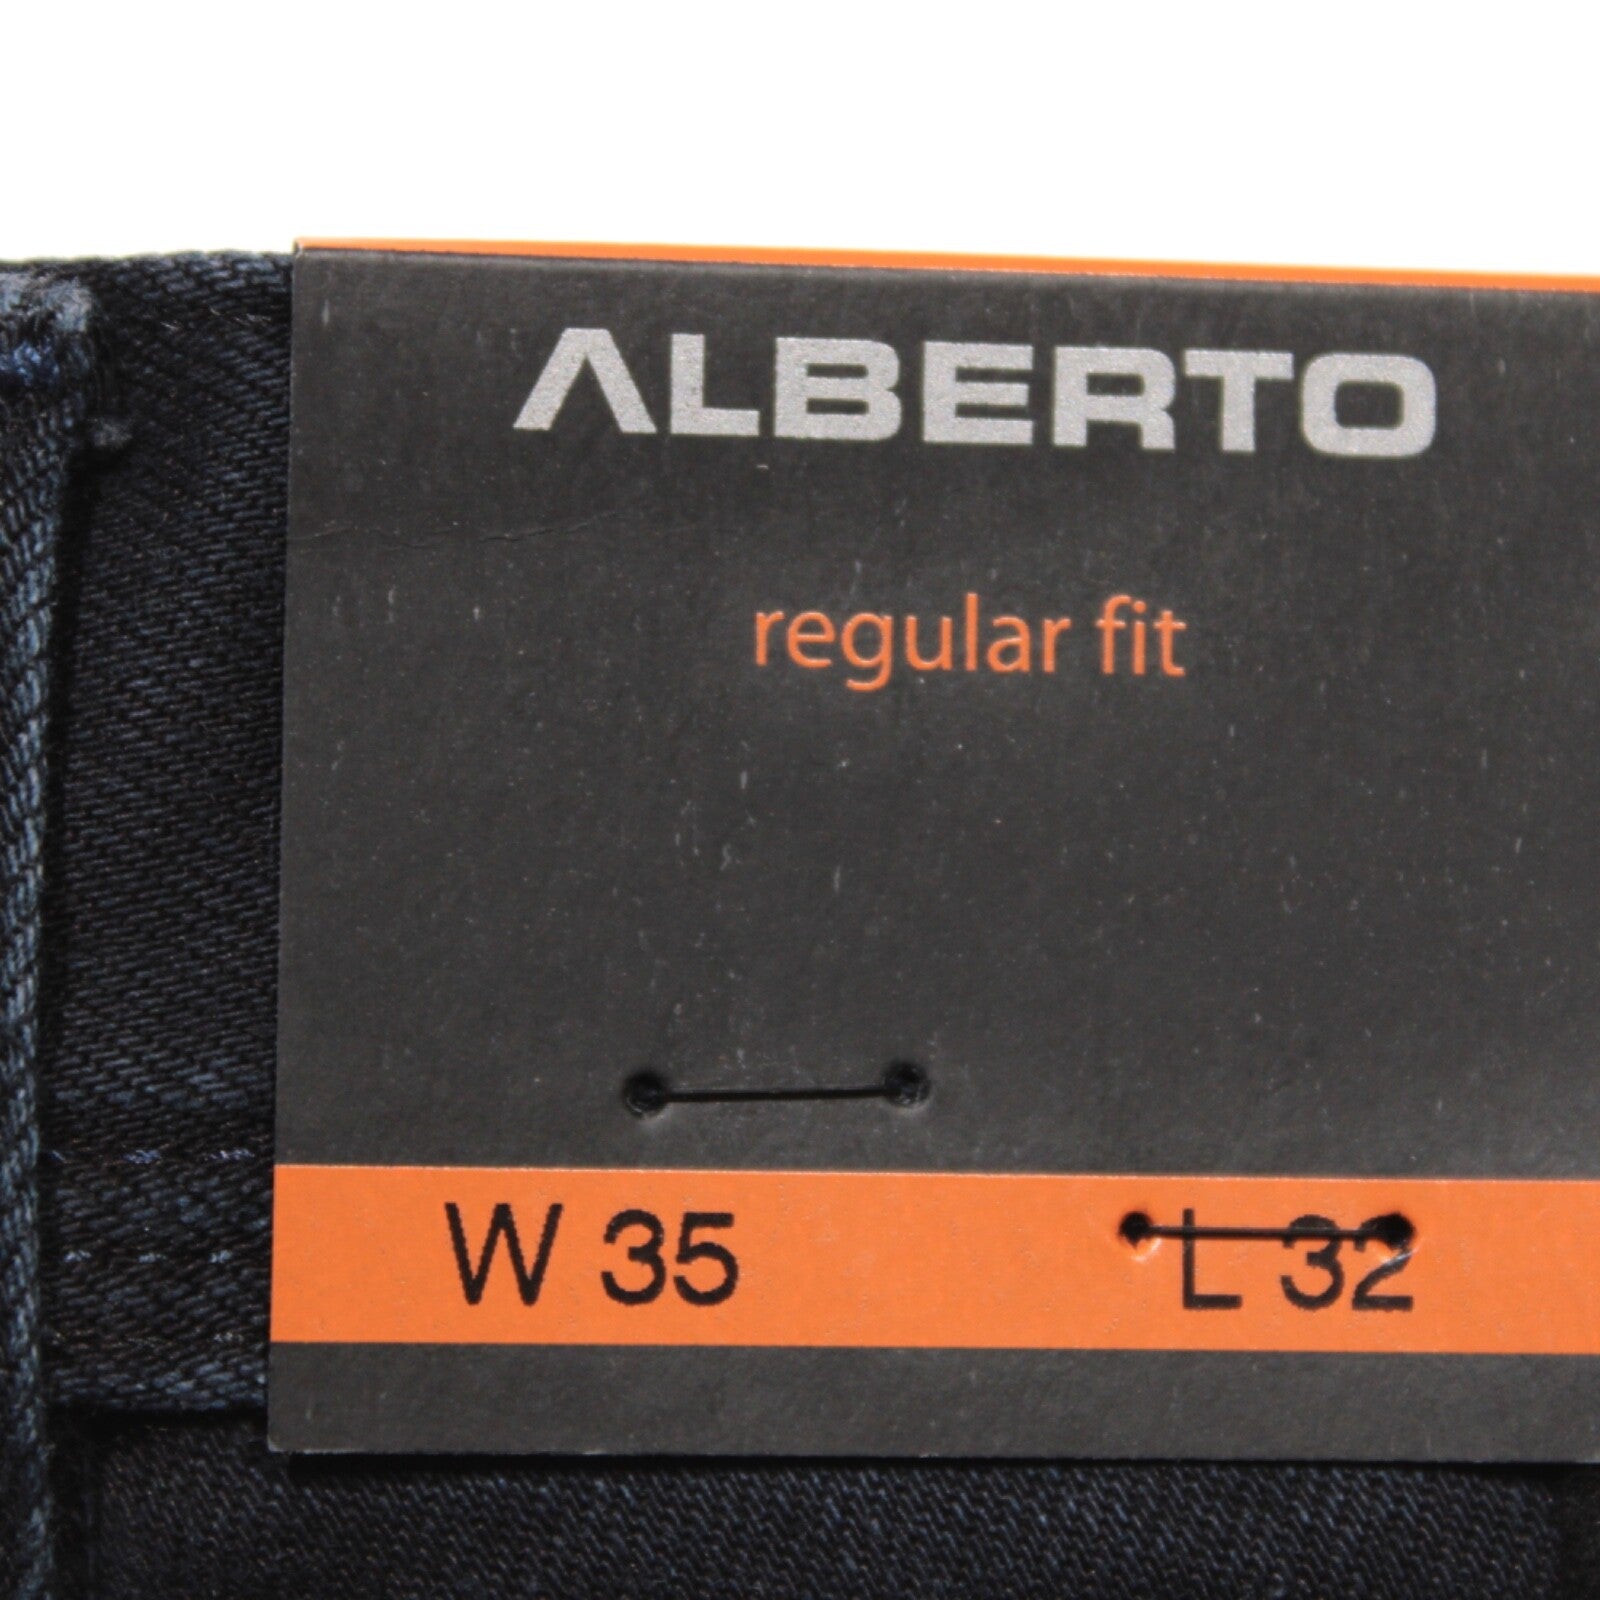 ALBERTO
regular fit
W 35 L 32